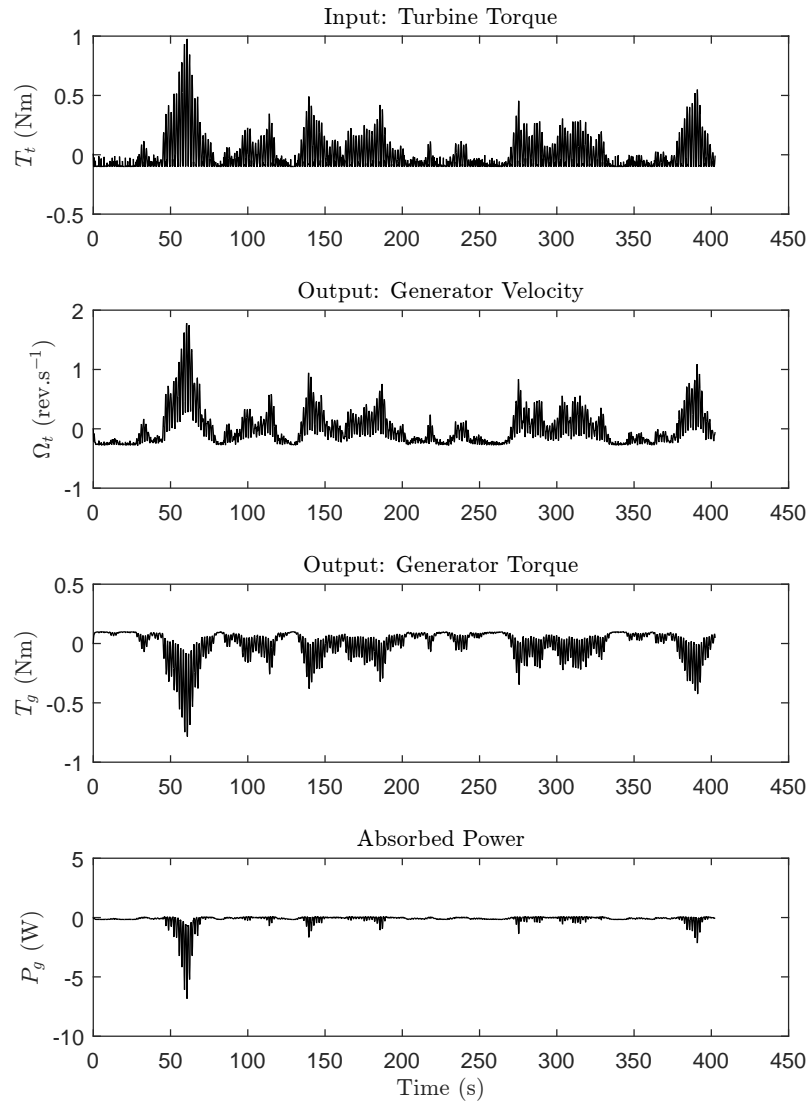 Input: Turbine Torque
1
0.5
0
-0.5
T_t (Nm)
0 50 100 150 200 250 300 350 400 450
Output: Generator Velocity
2
1
0
-1
Ω_t (rev.s⁻¹)
0 50 100 150 200 250 300 350 400 450
Output: Generator Torque
0.5
0
-0.5
-1
T_g (Nm)
0 50 100 150 200 250 300 350 400 450
Absorbed Power
5
0
-5
-10
P_g (W)
0 50 100 150 200 250 300 350 400 450
Time (s)